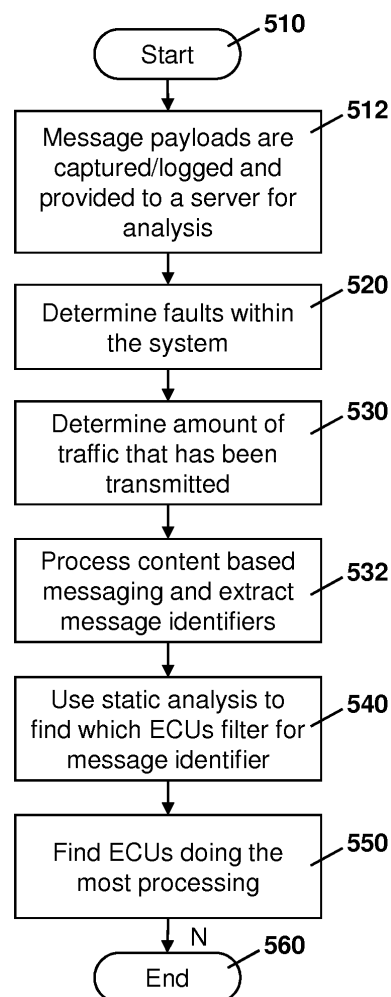 510
Start
512
Message payloads are
captured/logged and
provided to a server for
analysis
520
Determine faults within
the system
530
Determine amount of
traffic that has been
transmitted
532
Process content based
messaging and extract
message identifiers
540
Use static analysis to
find which ECUs filter for
message identifier
550
Find ECUs doing the
most processing
N
560
End